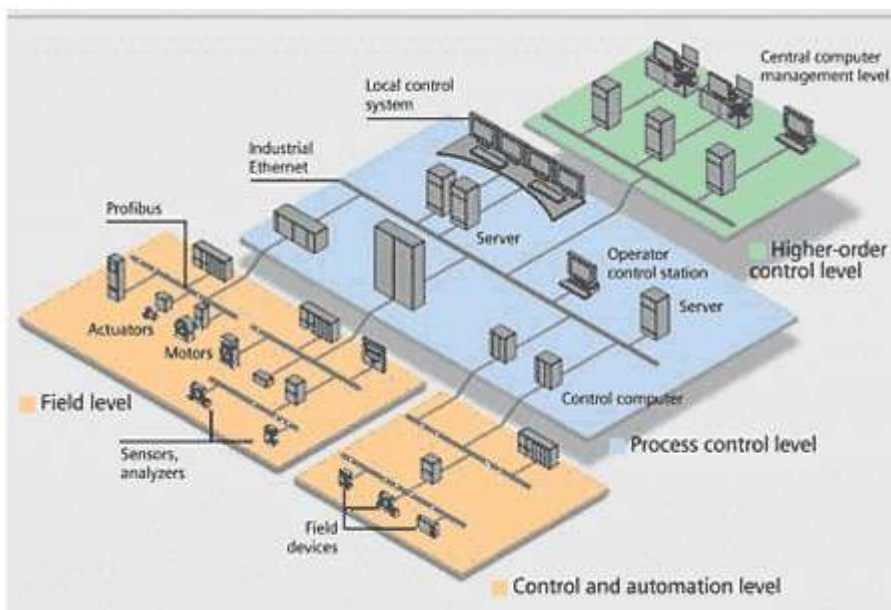 Central computer
management level
Local control
system
Industrial
Ethernet
Profibus
Server
Operator
control station
Higher-order
control level
Server
Actuators
Motors
Field level
Control computer
Process control level
Sensors,
analyzers
Field
devices
Control and automation level